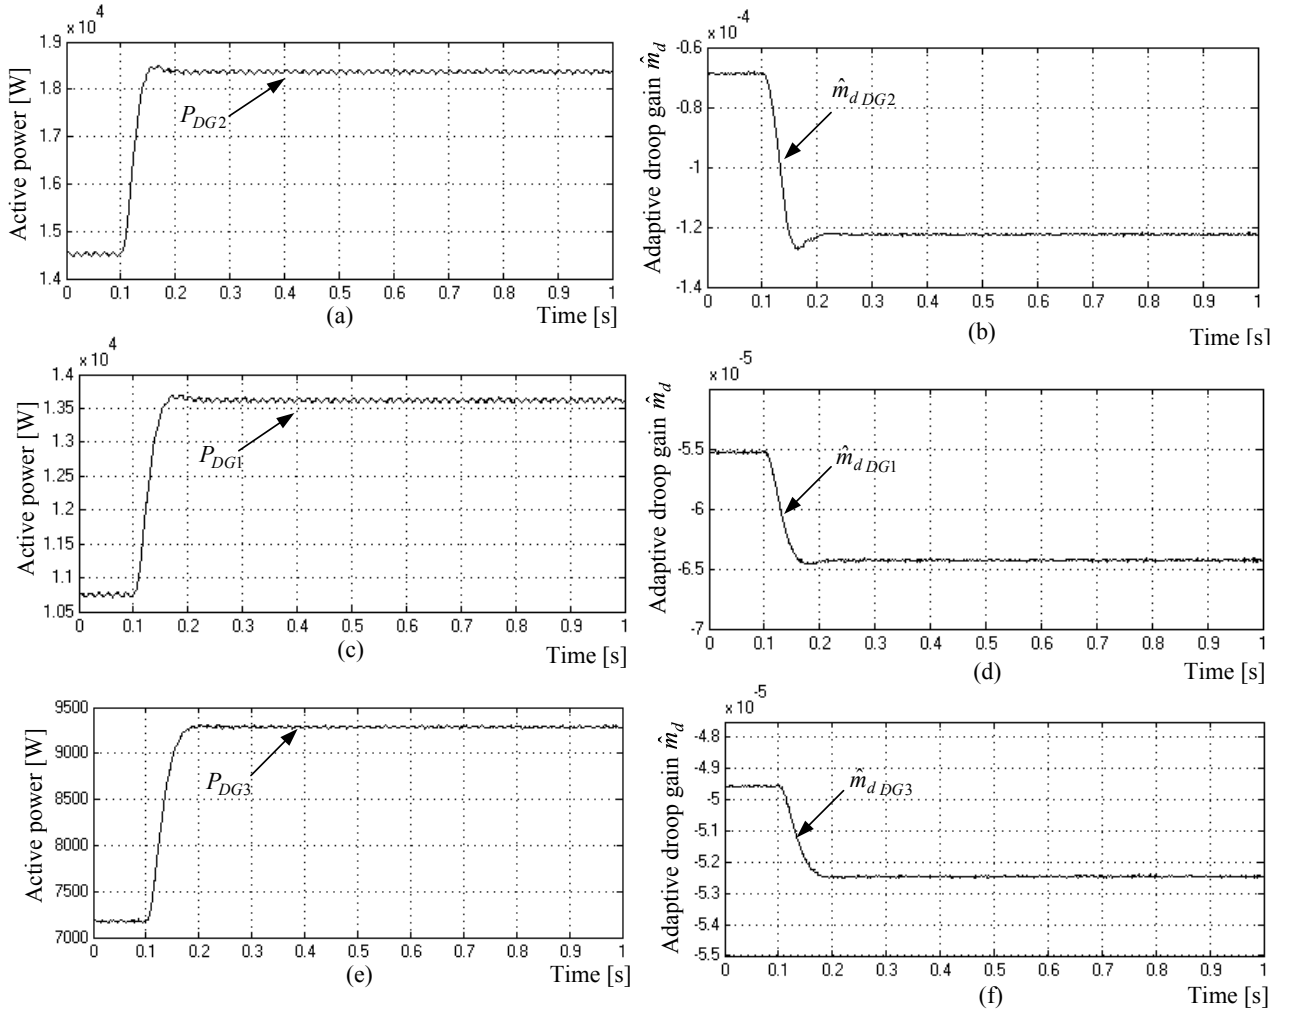 ×10⁴
Active power [W]
1.9
1.8
1.7
1.6
1.5
1.4
P_DG2
0 0.1 0.2 0.3 0.4 0.5 0.6 0.7 0.8 0.9 1
(a)
Time [s]
×10⁻⁴
Adaptive droop gain m̂_d
-0.6
-0.8
-1
-1.2
-1.4
m̂_d DG2
0 0.1 0.2 0.3 0.4 0.5 0.6 0.7 0.8 0.9 1
(b)
Time [s]
×10⁴
Active power [W]
1.4
1.35
1.3
1.25
1.2
1.15
1.1
1.05
P_DG1
0 0.1 0.2 0.3 0.4 0.5 0.6 0.7 0.8 0.9 1
(c)
Time [s]
×10⁻⁵
Adaptive droop gain m̂_d
-5.5
-6
-6.5
-7
m̂_d DG1
0 0.1 0.2 0.3 0.4 0.5 0.6 0.7 0.8 0.9 1
(d)
Time [s]
Active power [W]
9500
9000
8500
8000
7500
7000
P_DG3
0 0.1 0.2 0.3 0.4 0.5 0.6 0.7 0.8 0.9 1
(e)
Time [s]
×10⁻⁵
Adaptive droop gain m̂_d
-4.8
-4.9
-5
-5.1
-5.2
-5.3
-5.4
-5.5
m̂_d DG3
0 0.1 0.2 0.3 0.4 0.5 0.6 0.7 0.8 0.9 1
(f)
Time [s]